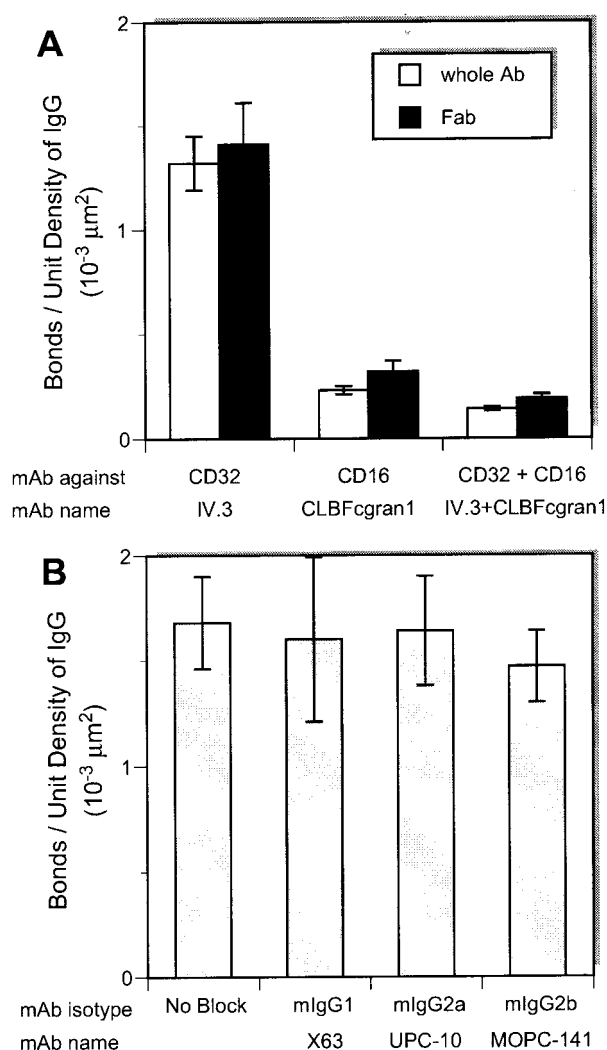 A
2
1
0
Bonds / Unit Density of IgG
(10⁻³ μm²)
whole Ab
Fab
mAb against CD32 CD16 CD32 + CD16
mAb name IV.3 CLBFcgran1 IV.3+CLBFcgran1
B
2
1
0
Bonds / Unit Density of IgG
(10⁻³ μm²)
mAb isotype No Block mIgG1 mIgG2a mIgG2b
mAb name X63 UPC-10 MOPC-141